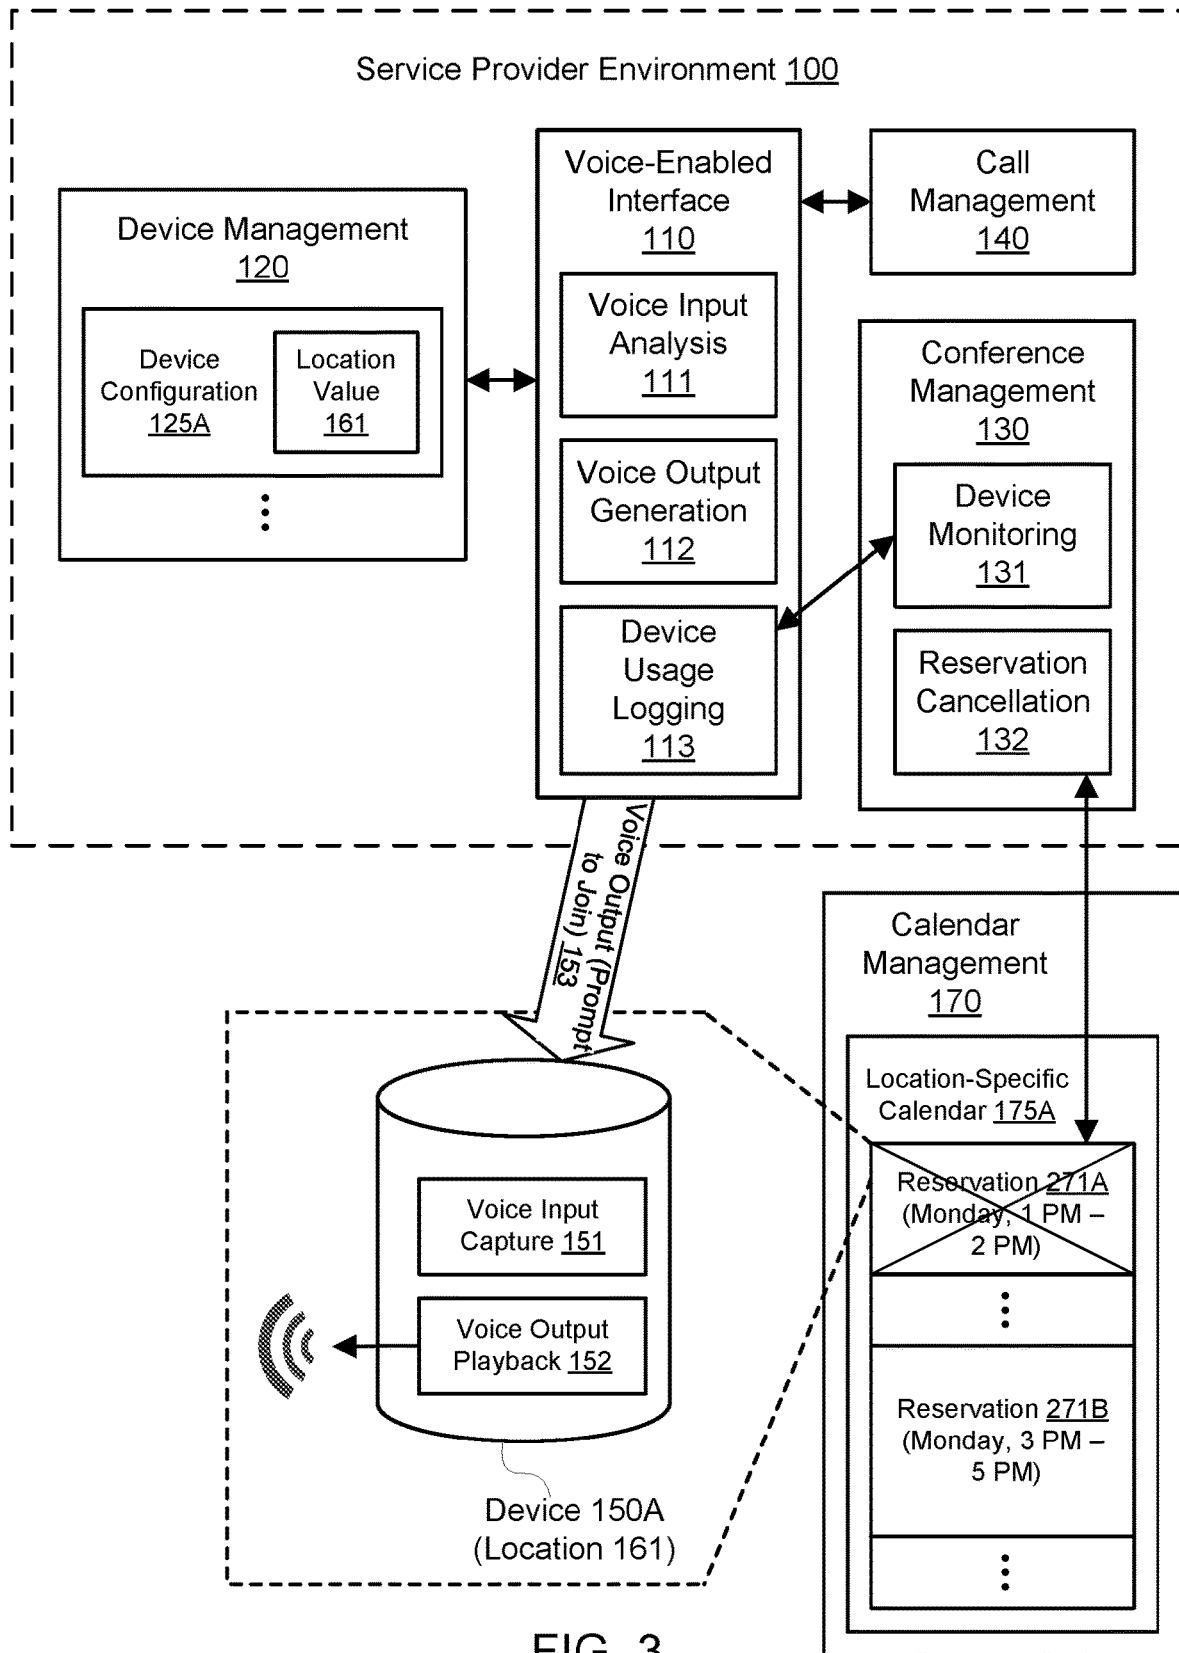 Service Provider Environment 100
Device Management
120
Device
Configuration
125A
Location
Value
161
Voice-Enabled
Interface
110
Voice Input
Analysis
111
Voice Output
Generation
112
Device
Usage
Logging
113
Call
Management
140
Conference
Management
130
Device
Monitoring
131
Reservation
Cancellation
132
Voice Output (Prompt
to Join) 153
Calendar
Management
170
Location-Specific
Calendar 175A
Reservation 271A
(Monday, 1 PM –
2 PM)
Reservation 271B
(Monday, 3 PM –
5 PM)
Voice Input
Capture 151
Voice Output
Playback 152
Device 150A
(Location 161)
FIG. 3